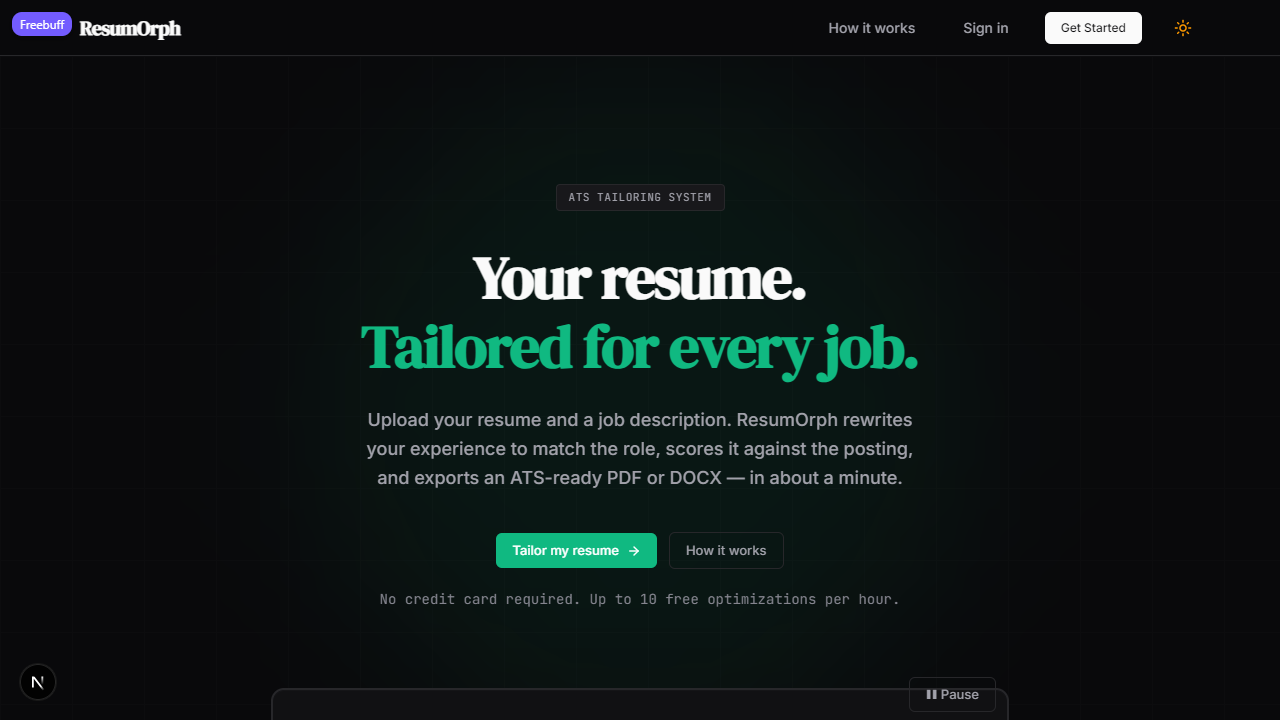 Freebuff
ResumOrph
How it works
Sign in
Get Started
ATS TAILORING SYSTEM
Your resume.
Tailored for every job.
Upload your resume and a job description. ResumOrph rewrites
your experience to match the role, scores it against the posting,
and exports an ATS-ready PDF or DOCX — in about a minute.
Tailor my resume →
How it works
No credit card required. Up to 10 free optimizations per hour.
N
Pause